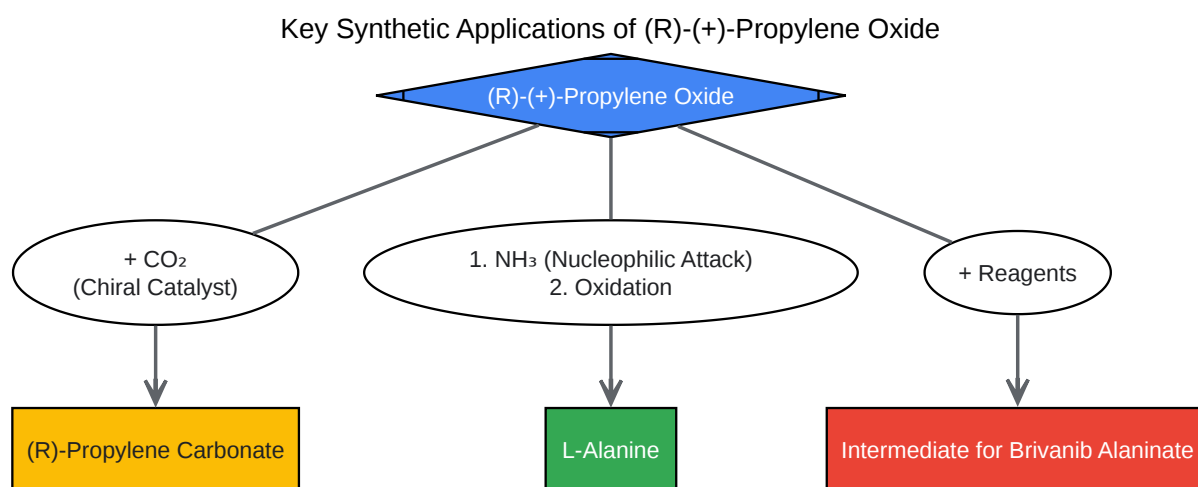 Key Synthetic Applications of (R)-(+)-Propylene Oxide
(R)-(+)-Propylene Oxide
+ CO₂
(Chiral Catalyst)
1. NH₃ (Nucleophilic Attack)
2. Oxidation
+ Reagents
(R)-Propylene Carbonate
L-Alanine
Intermediate for Brivanib Alaninate